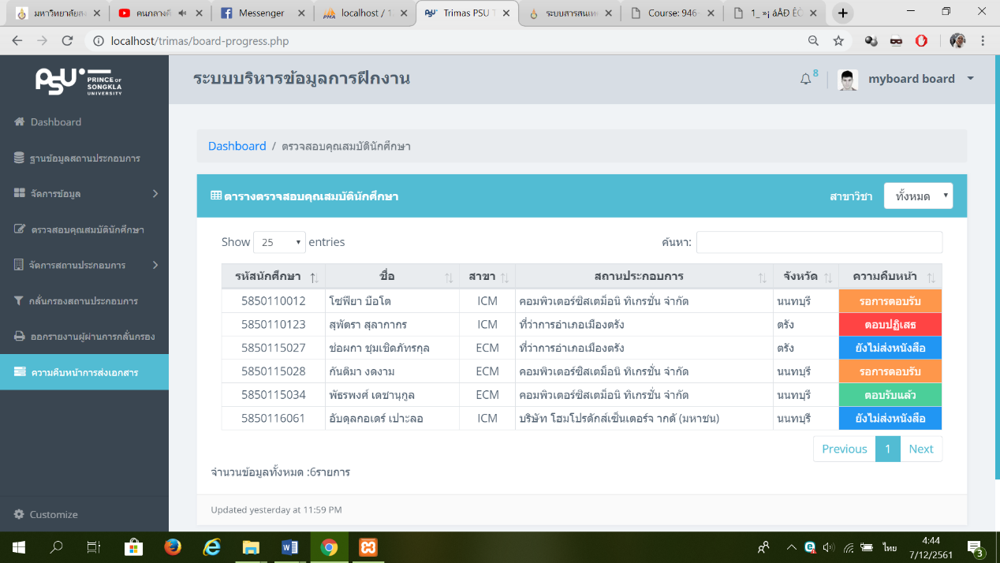 มหาวิทยาลัยสง
คนกลางคื
Messenger
localhost / 1
Trimas PSU T
ระบบสารสนเท
Course: 946-
1_ »¡ áÃÐ ÊÌ
localhost/trimas/board-progress.php
PSU PRINCE OF SONGKLA UNIVERSITY
ระบบบริหารข้อมูลการฝึกงาน
8
myboard board
Dashboard
ฐานข้อมูลสถานประกอบการ
จัดการข้อมูล
ตรวจสอบคุณสมบัตินักศึกษา
จัดการสถานประกอบการ
กลั่นกรองสถานประกอบการ
ออกรายงานผู้ผ่านการกลั่นกรอง
ความคืบหน้าการส่งเอกสาร
Customize
Dashboard / ตรวจสอบคุณสมบัตินักศึกษา
ตารางตรวจสอบคุณสมบัตินักศึกษา สาขาวิชา ทั้งหมด
Show 25 entries ค้นหา:
รหัสนักศึกษา ชื่อ สาขา สถานประกอบการ จังหวัด ความคืบหน้า
5850110012 โซฟียา บือโต ICM คอมพิวเตอร์ซิสเตม็อนิ ทิเกรชั่น จำกัด นนทบุรี รอการตอบรับ
5850110123 สุพัตรา สุลากากร ICM ที่ว่าการอำเภอเมืองตรัง ตรัง ตอบปฏิเสธ
5850115027 ช่อผกา ชุมเชิดภัทรกุล ECM ที่ว่าการอำเภอเมืองตรัง ตรัง ยังไม่ส่งหนังสือ
5850115028 กันติมา งดงาม ECM คอมพิวเตอร์ซิสเตม็อนิ ทิเกรชั่น จำกัด นนทบุรี รอการตอบรับ
5850115034 พัธรพงศ์ เดชานุกูล ECM คอมพิวเตอร์ซิสเตม็อนิ ทิเกรชั่น จำกัด นนทบุรี ตอบรับแล้ว
5850116061 อับดุลกอเดร์ เปาะลอ ICM บริษัท โฮมโปรดักส์เซ็นเตอร์จ ากดั (มหาชน) นนทบุรี ยังไม่ส่งหนังสือ
Previous 1 Next
จำนวนข้อมูลทั้งหมด :6รายการ
Updated yesterday at 11:59 PM
ไทย
4:44
7/12/2561
3